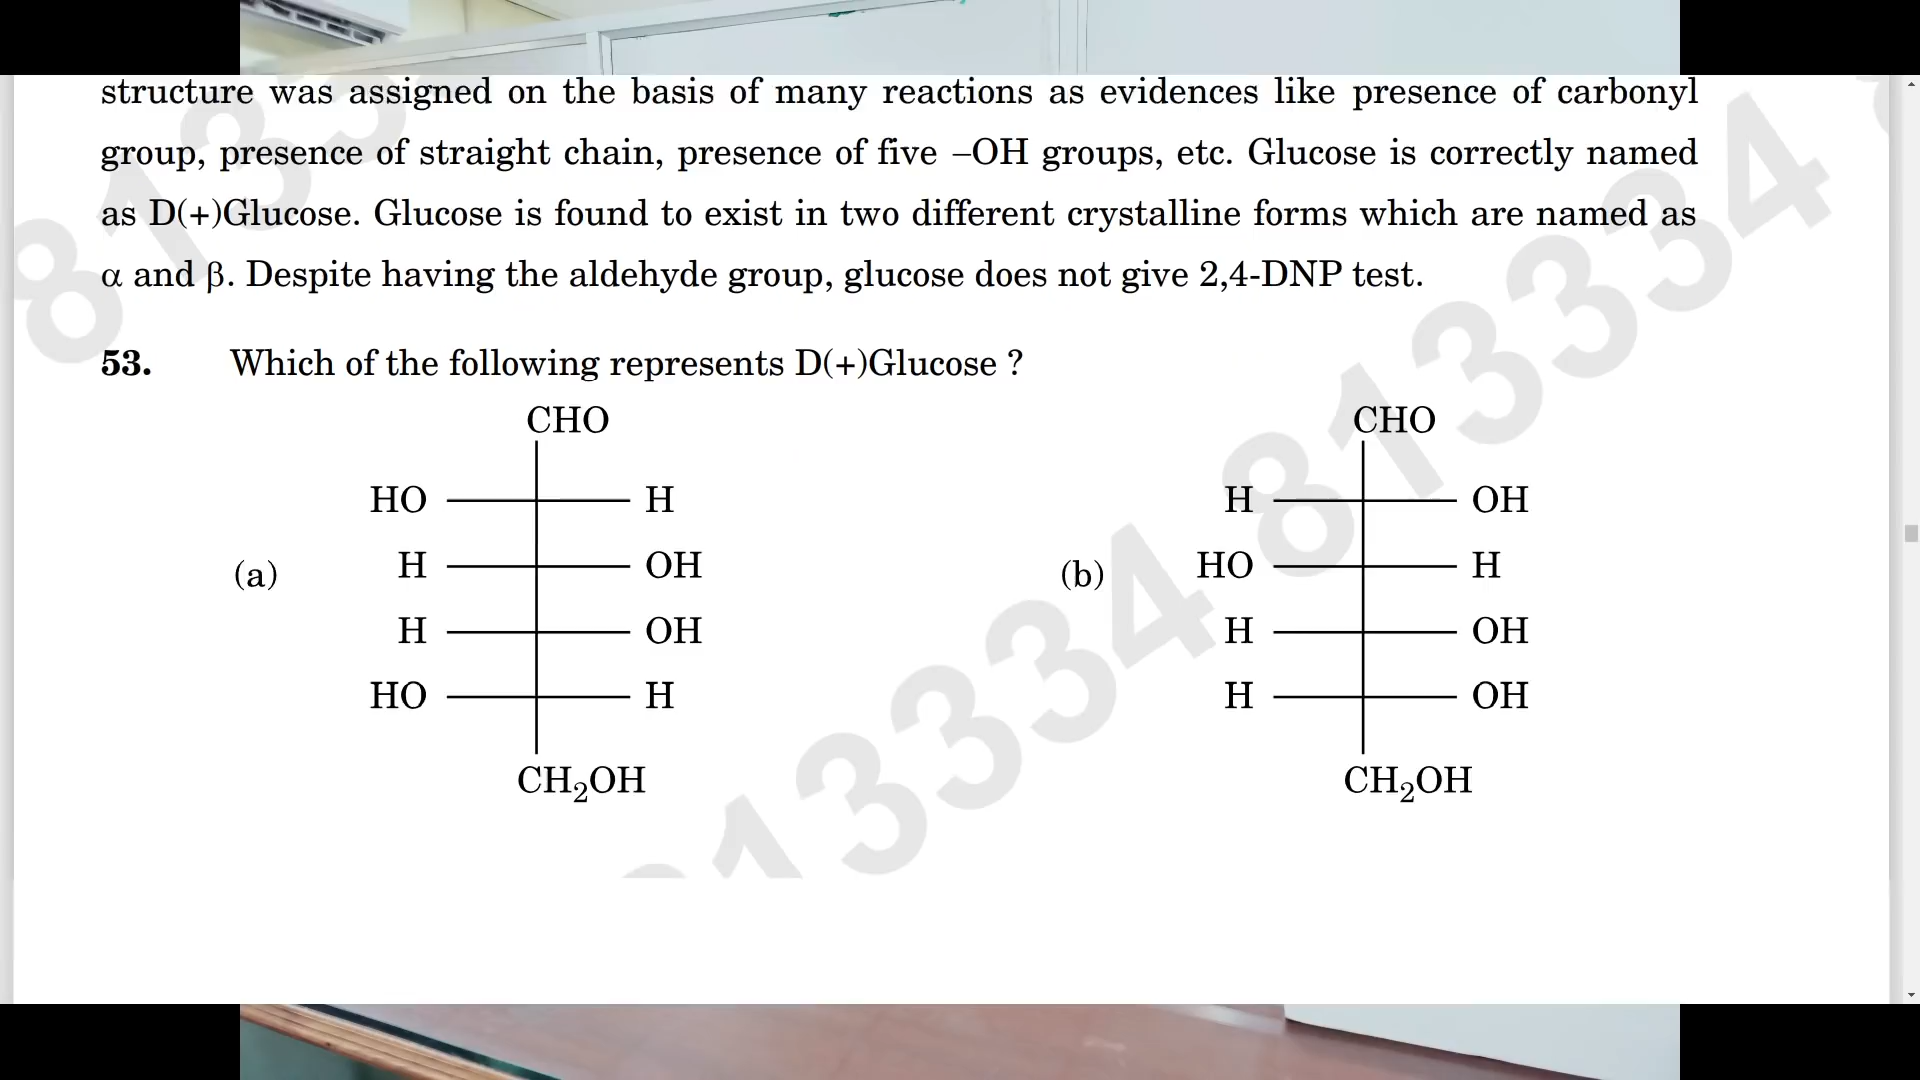 structure was assigned on the basis of many reactions as evidences like presence of carbonyl
group, presence of straight chain, presence of five –OH groups, etc. Glucose is correctly named
as D(+)Glucose. Glucose is found to exist in two different crystalline forms which are named as
α and β. Despite having the aldehyde group, glucose does not give 2,4-DNP test.
53. Which of the following represents D(+)Glucose ?
(a)
CHO
HO H
H OH
H OH
HO H
CH₂OH
(b)
CHO
H OH
HO H
H OH
H OH
CH₂OH
81334 81334